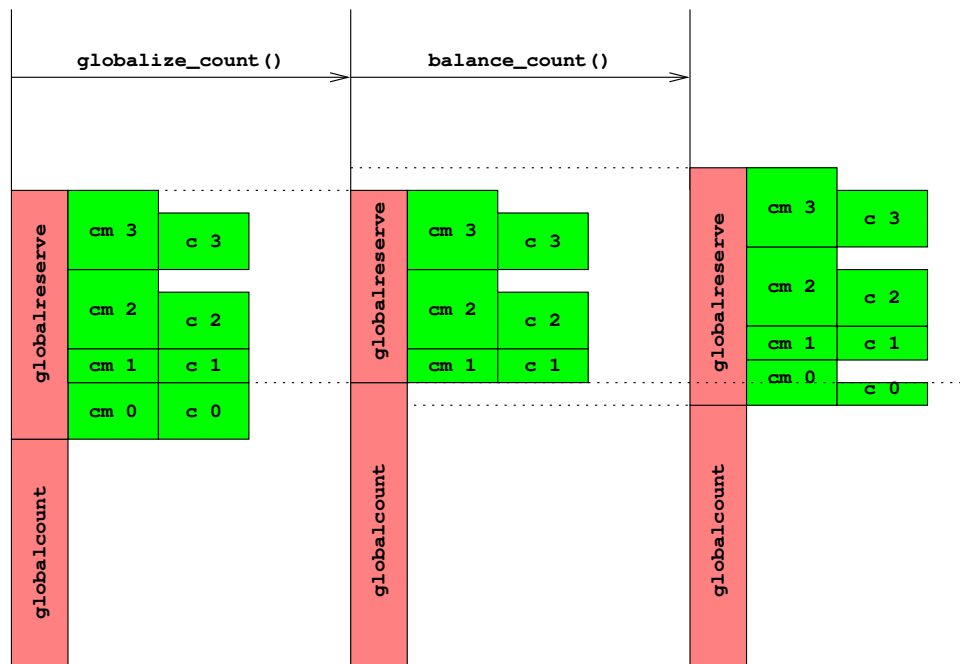 globalize_count()
balance_count()
globalreserve
cm 3
c 3
cm 2
c 2
cm 1
c 1
cm 0
c 0
globalcount
globalreserve
cm 3
c 3
cm 2
c 2
cm 1
c 1
globalcount
globalreserve
cm 3
c 3
cm 2
c 2
cm 1
c 1
cm 0
c 0
globalcount